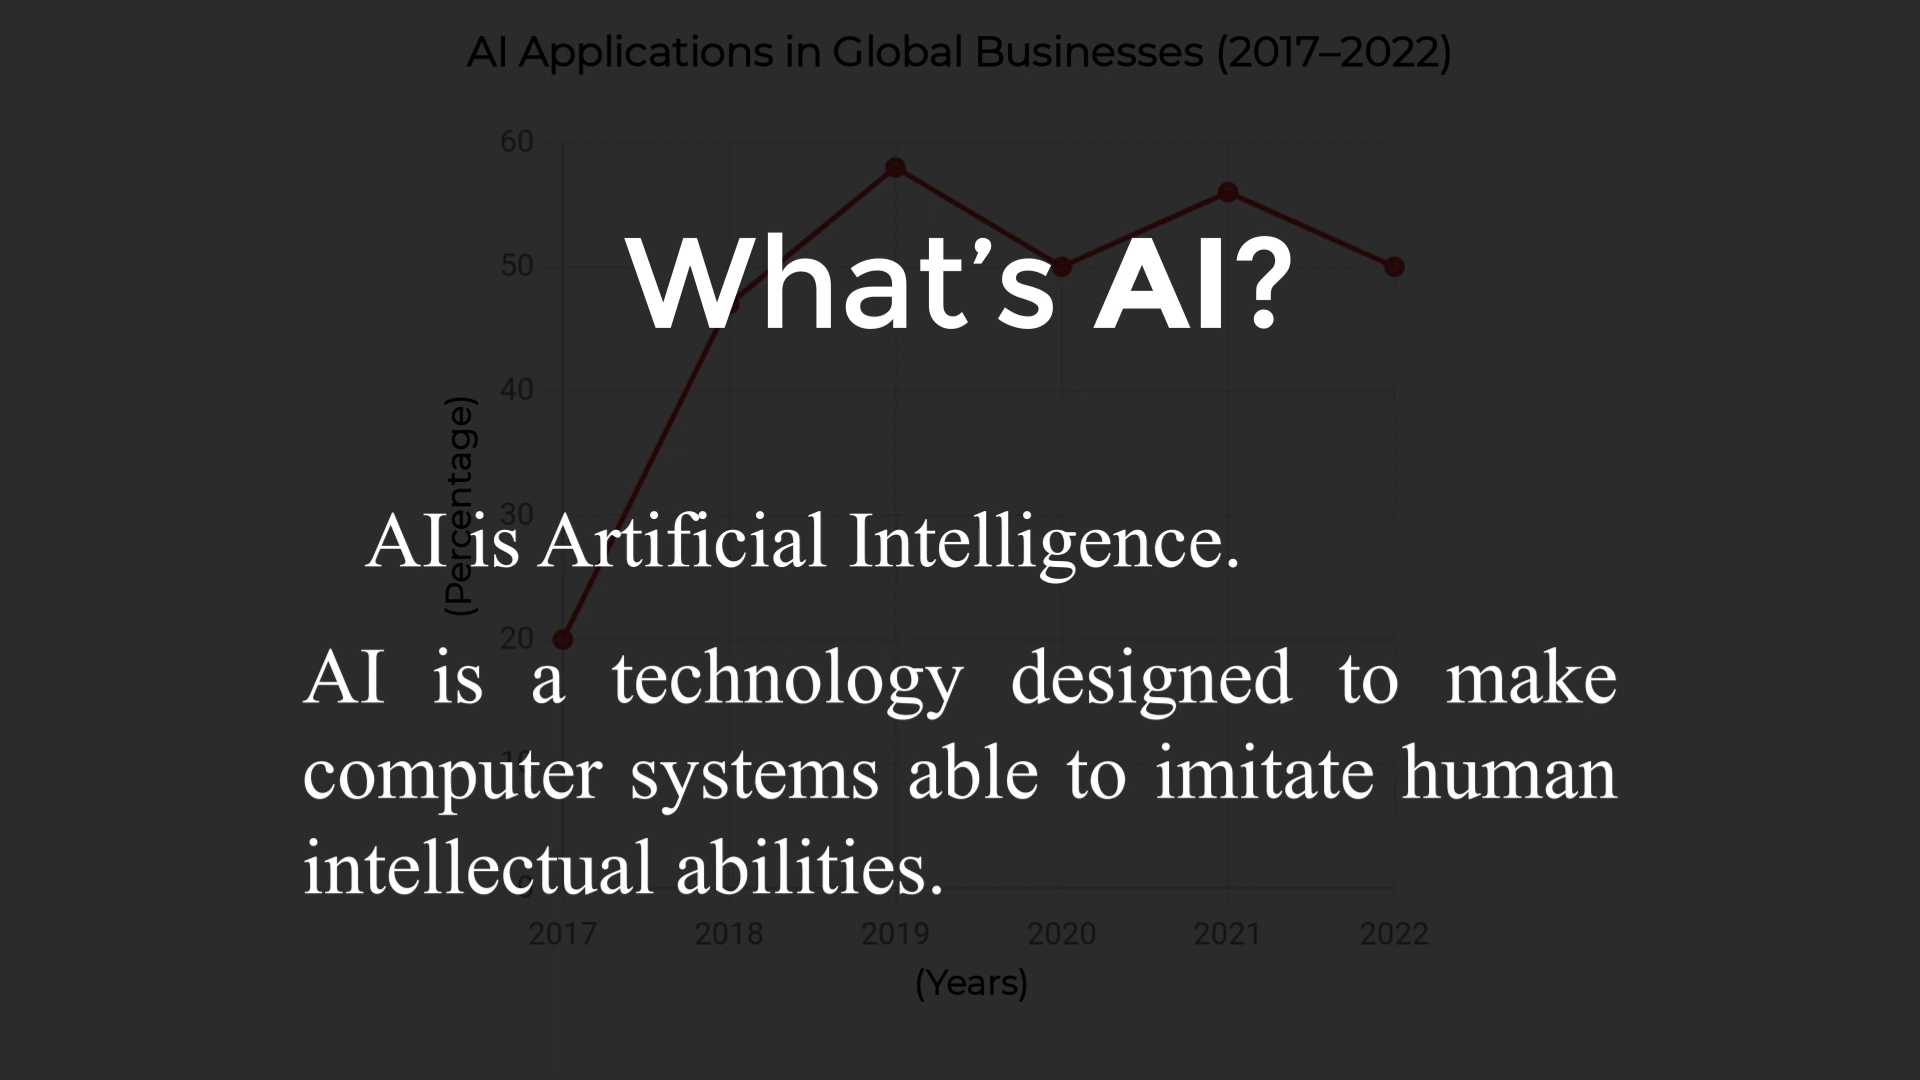 AI Applications in Global Businesses (2017–2022)
60
What's AI?
50
40
(Percentage)
30
AI is Artificial Intelligence.
20
AI is a technology designed to make
10
computer systems able to imitate human
intellectual abilities.
0
2017 2018 2019 2020 2021 2022
(Years)